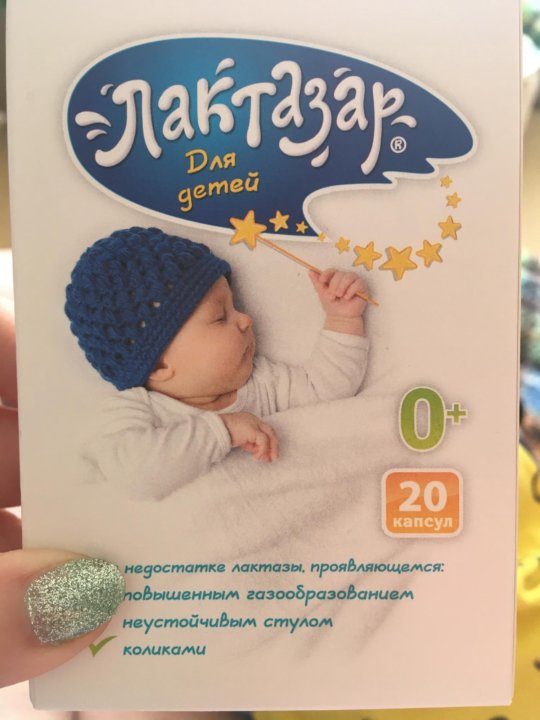 Лактазар®
Для
детей
0+
20
капсул
недостатке лактазы, проявляющемся:
повышенным газообразованием
неустойчивым стулом
коликами